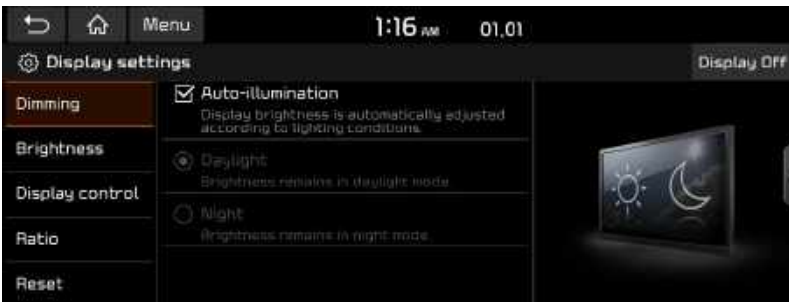 Menu
1:16 AM 01.01
Display settings
Display Off
Dimming
Auto-illumination
Display brightness is automatically adjusted
according to lighting conditions.
Brightness
Daylight
Brightness remains in daylight mode.
Display control
Night
Brightness remains in night mode.
Ratio
Reset